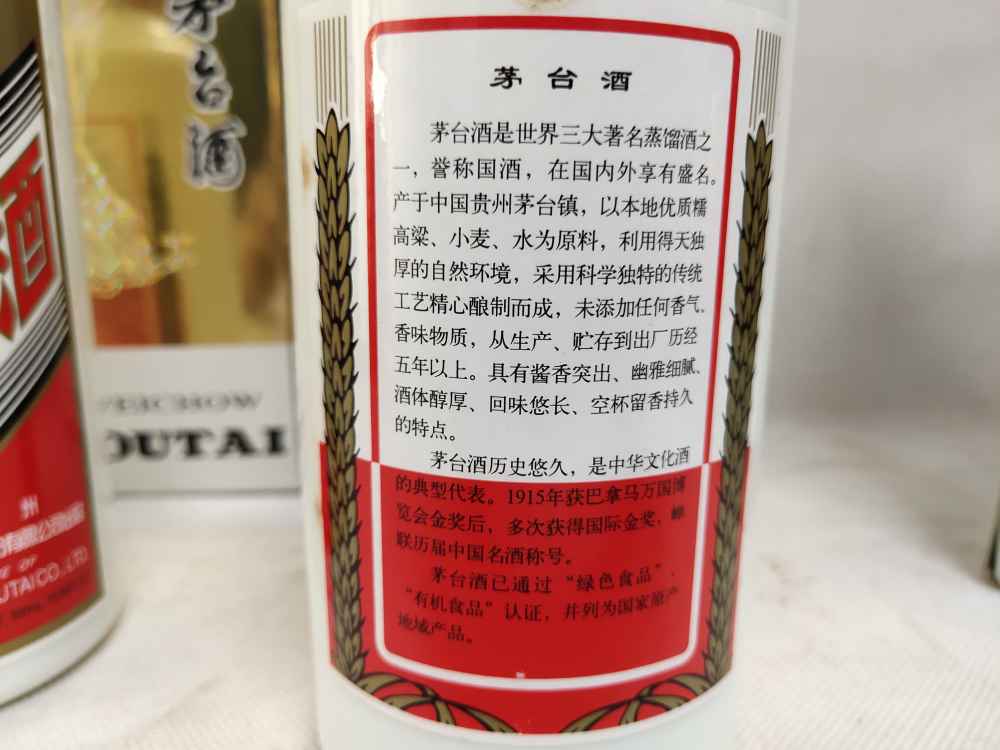 茅台酒
酒
EICHOW
OUTAI
州
UTAI CO., LTD
茅台酒
茅台酒是世界三大著名蒸馏酒之
一，誉称国酒，在国内外享有盛名。
产于中国贵州茅台镇，以本地优质糯
高粱、小麦、水为原料，利用得天独
厚的自然环境，采用科学独特的传统
工艺精心酿制而成，未添加任何香气、
香味物质，从生产、贮存到出厂历经
五年以上。具有酱香突出、幽雅细腻、
酒体醇厚、回味悠长、空杯留香持久
的特点。
茅台酒历史悠久，是中华文化酒
的典型代表。1915年获巴拿马万国博
览会金奖后，多次获得国际金奖，蝉
联历届中国名酒称号。
茅台酒已通过“绿色食品”、
“有机食品”认证，并列为国家原产
地域产品。